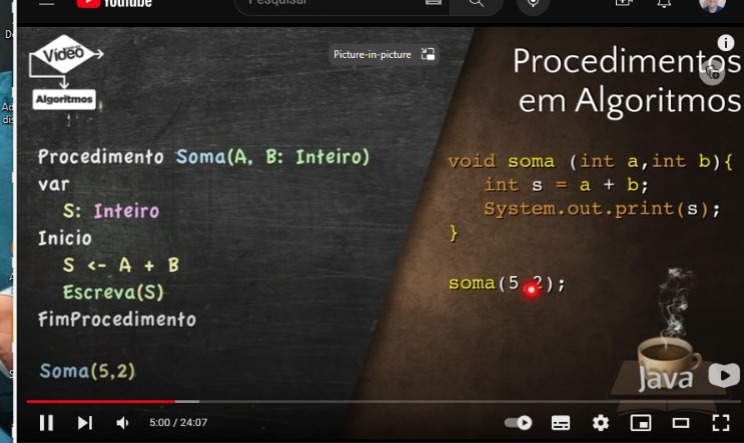 YouTube
Pesquisar
Vídeo
Algoritmos
Picture-in-picture
Procedimentos
em Algoritmos
Procedimento Soma(A, B: Inteiro)
var
S: Inteiro
Inicio
S <- A + B
Escreva(S)
FimProcedimento
Soma(5,2)
void soma (int a,int b){
int s = a + b;
System.out.print(s);
}
soma(5,2);
Java
5:00 / 24:07